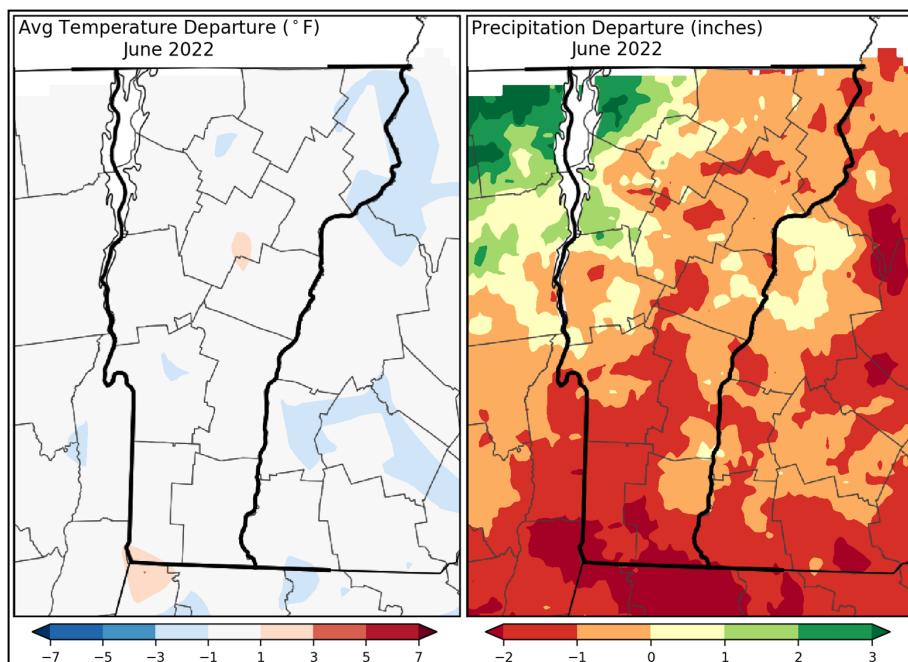 Avg Temperature Departure (°F)
June 2022
Precipitation Departure (inches)
June 2022
−7 −5 −3 −1 1 3 5 7
−2 −1 0 1 2 3